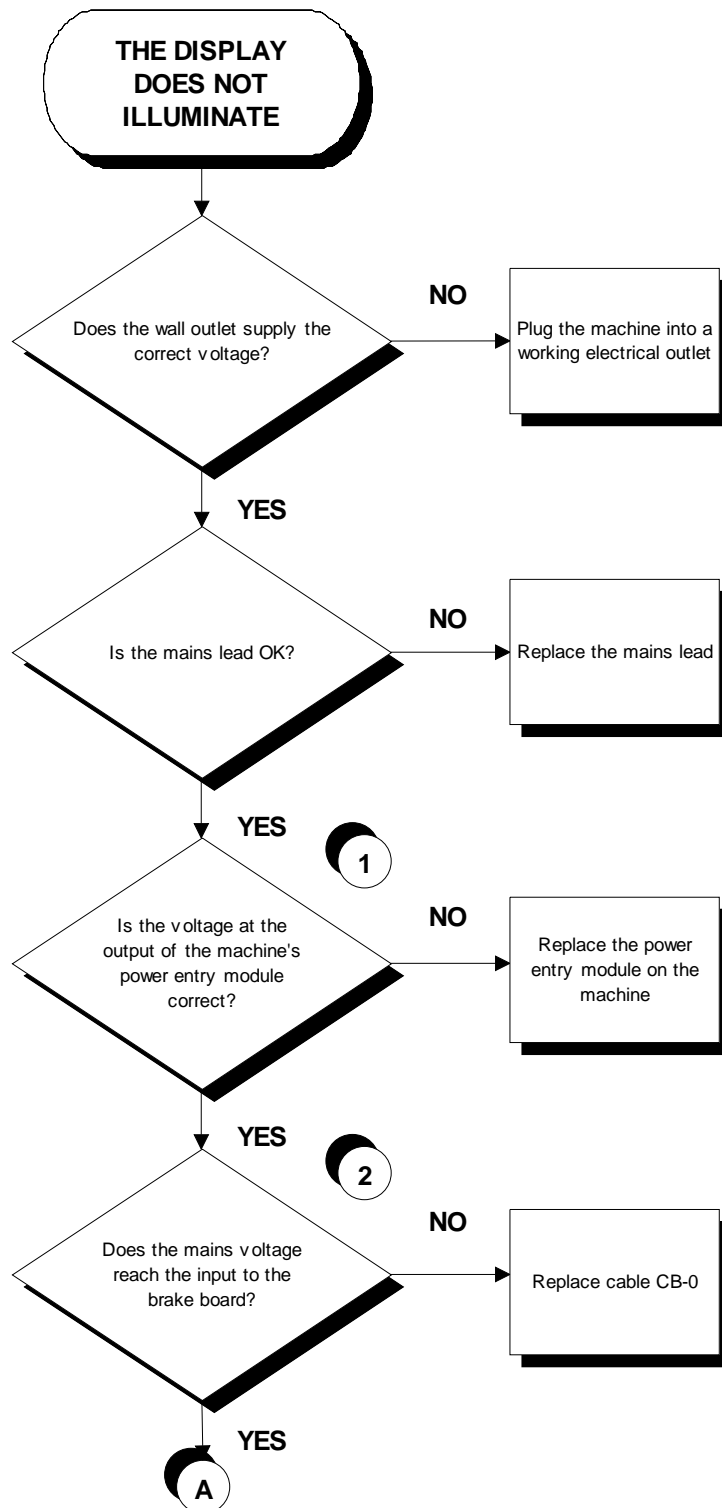 THE DISPLAY
DOES NOT
ILLUMINATE
Does the wall outlet supply the
correct voltage?
NO
Plug the machine into a
working electrical outlet
YES
Is the mains lead OK?
NO
Replace the mains lead
YES
1
Is the voltage at the
output of the machine's
power entry module
correct?
NO
Replace the power
entry module on the
machine
YES
2
Does the mains voltage
reach the input to the
brake board?
NO
Replace cable CB-0
YES
A